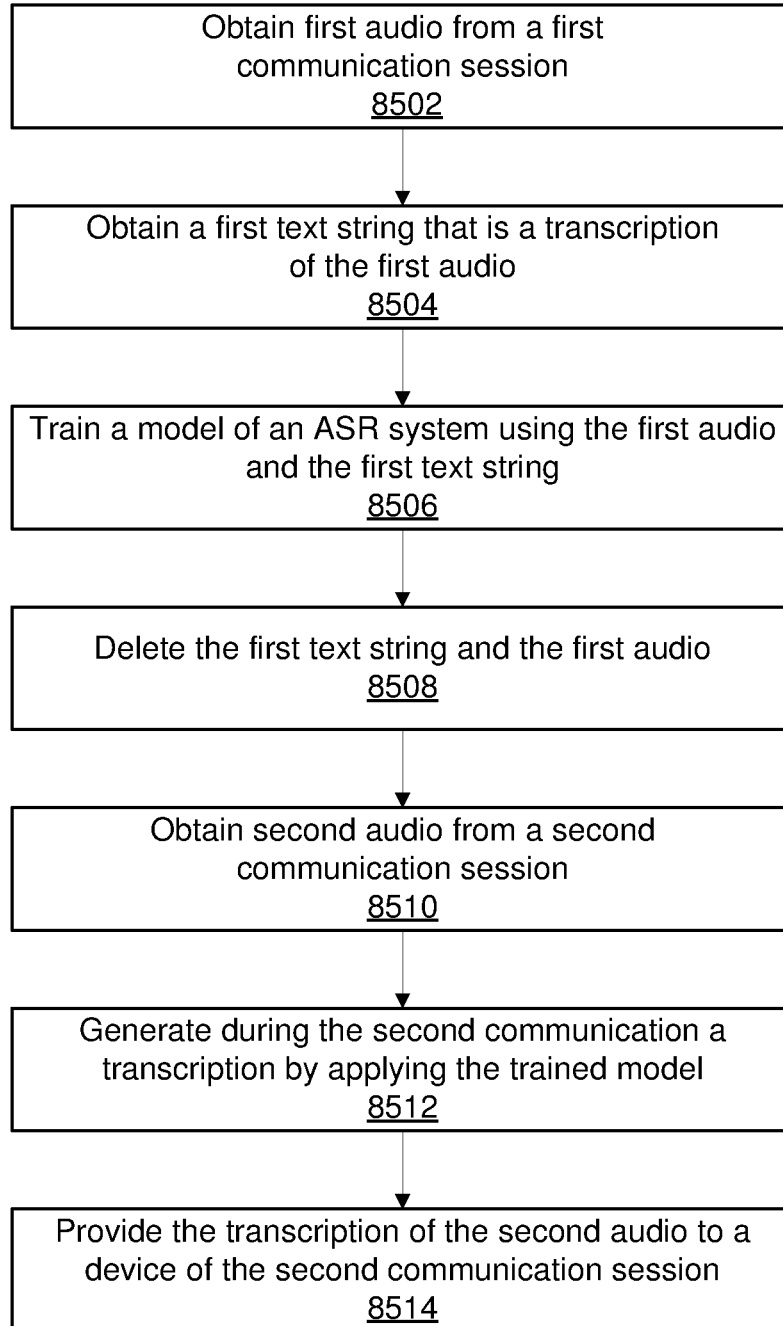 Obtain first audio from a first
communication session
8502
Obtain a first text string that is a transcription
of the first audio
8504
Train a model of an ASR system using the first audio
and the first text string
8506
Delete the first text string and the first audio
8508
Obtain second audio from a second
communication session
8510
Generate during the second communication a
transcription by applying the trained model
8512
Provide the transcription of the second audio to a
device of the second communication session
8514